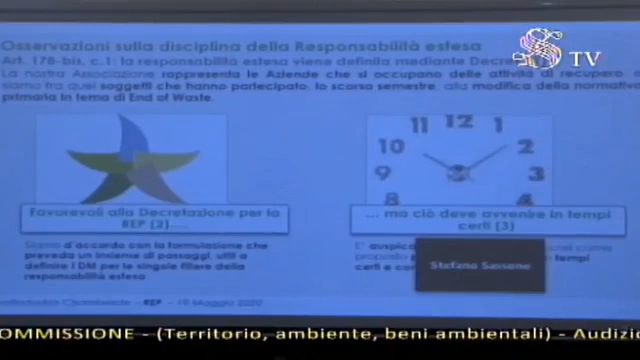 Osservazioni sulla disciplina della Responsabilità estesa
Art. 178-bis, c.1: la responsabilità estesa viene definita mediante
La nostra Associazione rappresenta le Aziende che si occupano delle attività di recupero e
siamo fra quei soggetti che hanno partecipato, lo scorso semestre, alla modifica della normativa
primaria in tema di End of Waste.
S TV
11 12 1
10 2
9 3
8 4
Favorevoli alla Decretazione per la
REP (2)....
... ma ciò deve avvenire in tempi
certi (3)
Siamo d'accordo con la formulazione che
preveda un insieme di passaggi, utili a
definire i DM per le singole filiere della
responsabilità estesa
E' così come
proposto tempi
certi e
Stefano Sassone
REP - 19 Maggio 2020
OMMISSIONE - (Territorio, ambiente, beni ambientali) - Audizio